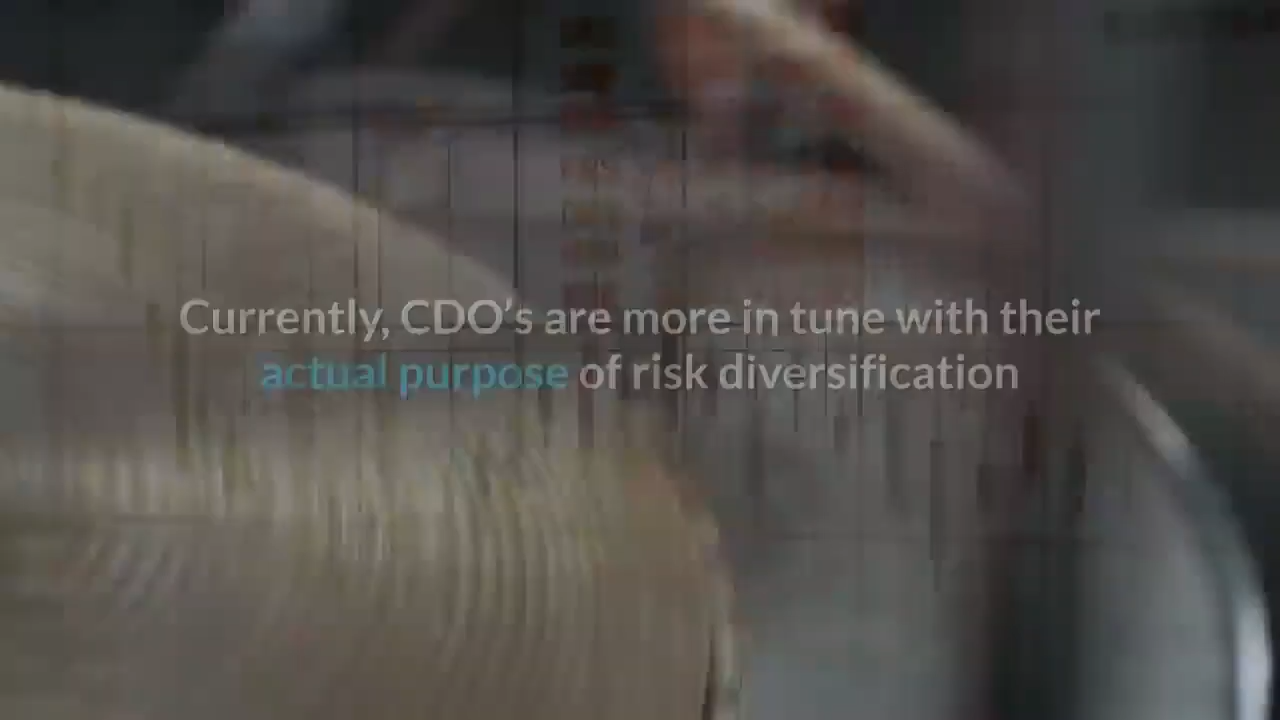 Currently, CDO’s are more in tune with their
actual purpose of risk diversification